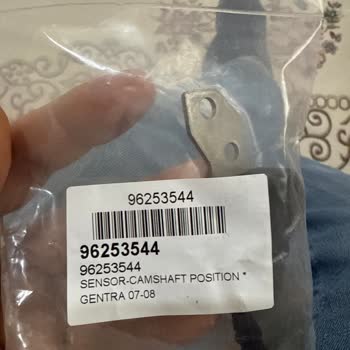 96253544
96253544
96253544
SENSOR-CAMSHAFT POSITION *
GENTRA 07-08